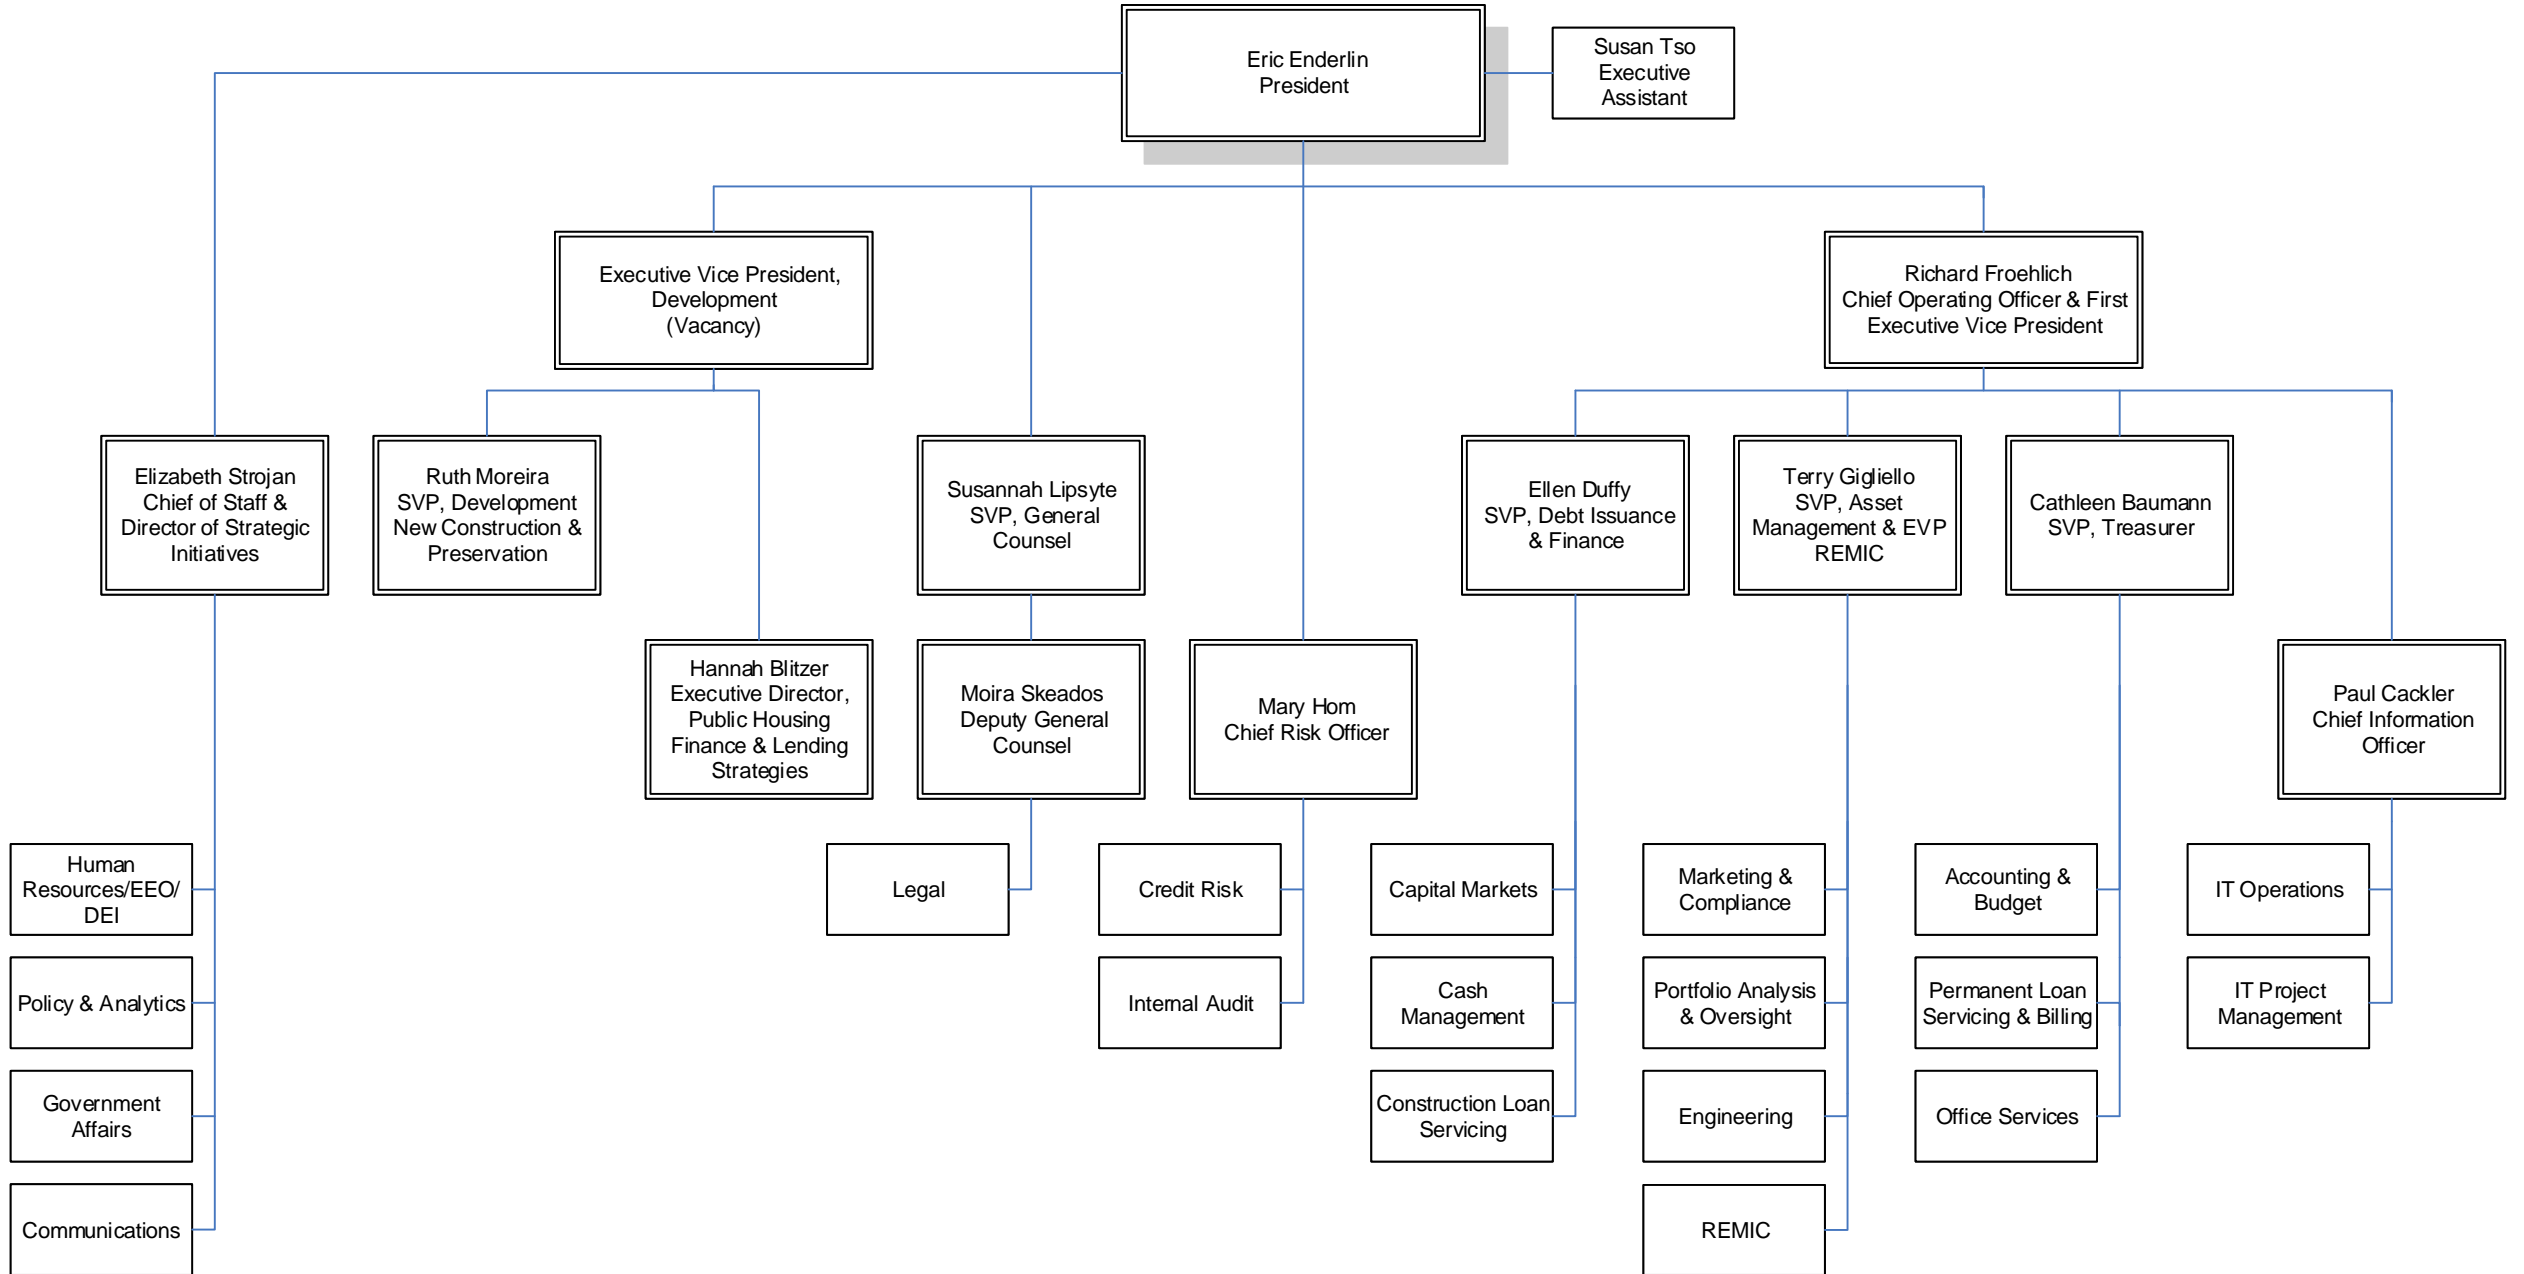 Eric Enderlin
President
Susan Tso
Executive
Assistant
Executive Vice President,
Development
(Vacancy)
Richard Froehlich
Chief Operating Officer & First
Executive Vice President
Elizabeth Strojan
Chief of Staff &
Director of Strategic
Initiatives
Ruth Moreira
SVP, Development
New Construction &
Preservation
Susannah Lipsyte
SVP, General
Counsel
Ellen Duffy
SVP, Debt Issuance
& Finance
Terry Gigliello
SVP, Asset
Management & EVP
REMIC
Cathleen Baumann
SVP, Treasurer
Hannah Blitzer
Executive Director,
Public Housing
Finance & Lending
Strategies
Moira Skeados
Deputy General
Counsel
Mary Hom
Chief Risk Officer
Paul Cackler
Chief Information
Officer
Human
Resources/EEO/
DEI
Legal
Credit Risk
Capital Markets
Marketing &
Compliance
Accounting &
Budget
IT Operations
Policy & Analytics
Internal Audit
Cash
Management
Portfolio Analysis
& Oversight
Permanent Loan
Servicing & Billing
IT Project
Management
Government
Affairs
Construction Loan
Servicing
Engineering
Office Services
Communications
REMIC